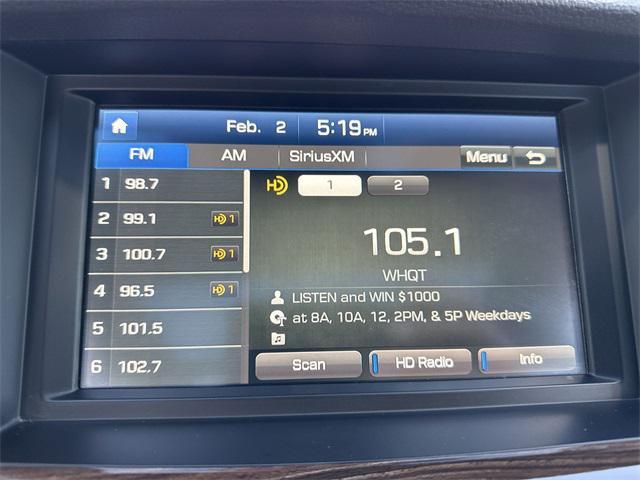 Feb. 2 5:19 PM
FM AM SiriusXM Menu
1 98.7
2 99.1 HD 1
3 100.7 HD 1
4 96.5 HD 1
5 101.5
6 102.7
HD 1 2
105.1
WHQT
LISTEN and WIN $1000
at 8A, 10A, 12, 2PM, & 5P Weekdays
Scan HD Radio Info